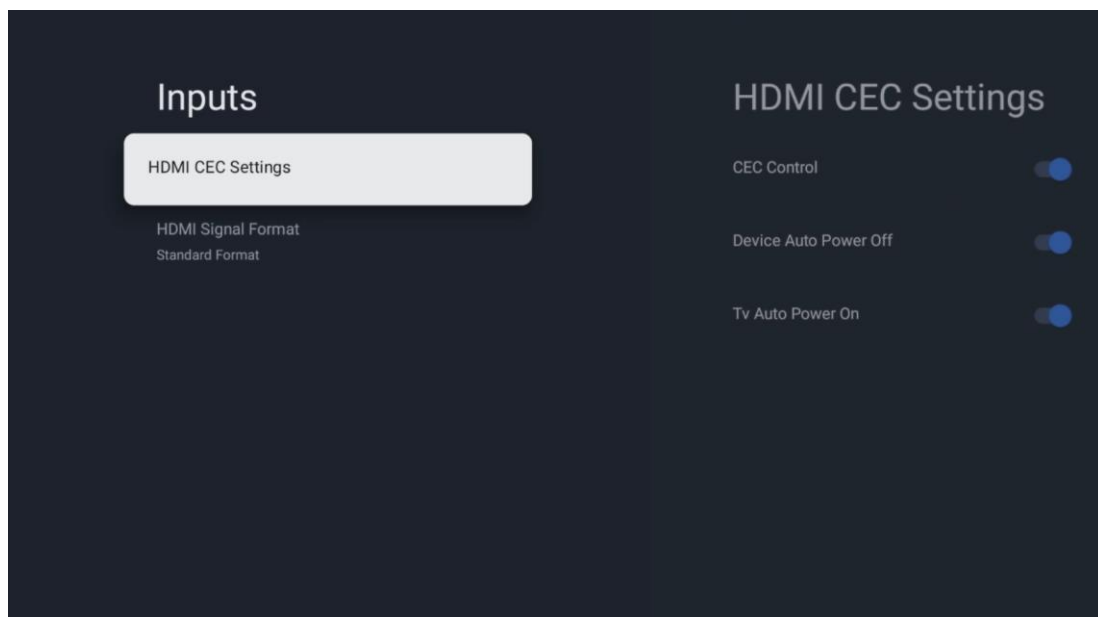 Inputs
HDMI CEC Settings
HDMI Signal Format
Standard Format
HDMI CEC Settings
CEC Control
Device Auto Power Off
Tv Auto Power On